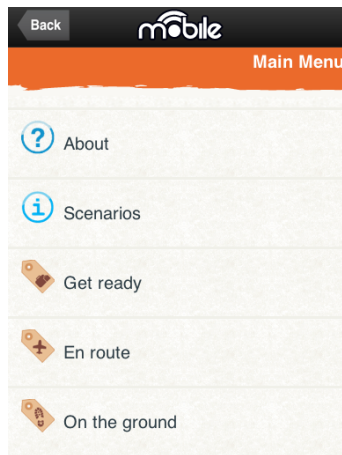 Back
mobile
Main Menu
About
Scenarios
Get ready
En route
On the ground